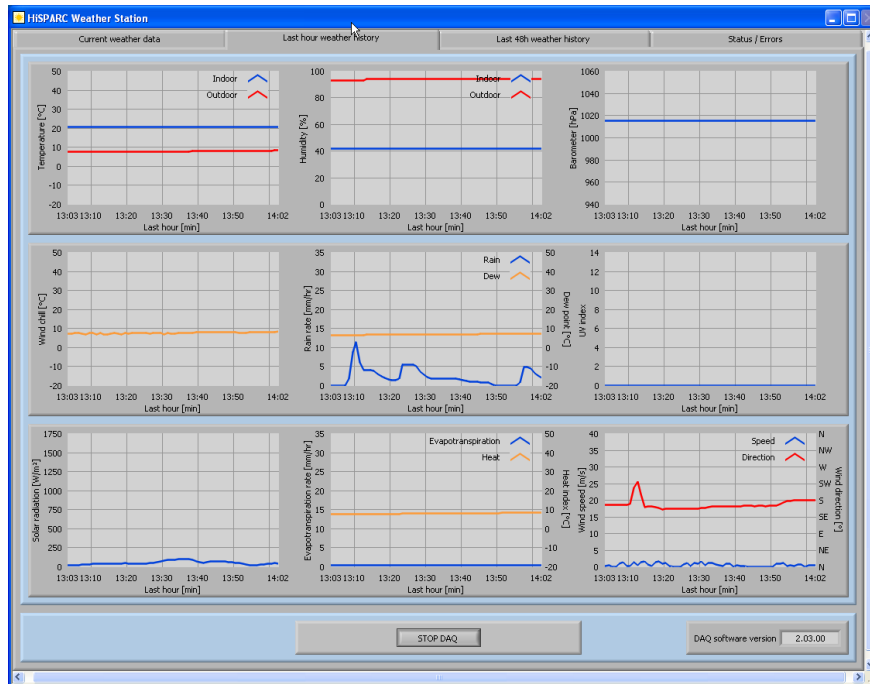 HiSPARC Weather Station
Current weather data
Last hour weather history
Last 48h weather history
Status / Errors
Temperature [°C]
50
40
30
20
10
0
-10
-20
Indoor
Outdoor
13:03 13:10 13:20 13:30 13:40 13:50 14:02
Last hour [min]
Humidity [%]
100
80
60
40
20
0
Indoor
Outdoor
13:03 13:10 13:20 13:30 13:40 13:50 14:02
Last hour [min]
Barometer [hPa]
1060
1040
1020
1000
980
960
940
13:03 13:10 13:20 13:30 13:40 13:50 14:02
Last hour [min]
Wind chill [°C]
50
40
30
20
10
0
-10
-20
13:03 13:10 13:20 13:30 13:40 13:50 14:02
Last hour [min]
Rain rate [mm/hr]
35
30
25
20
15
10
5
0
Rain
Dew
50
40
30
20
10
0
-10
-20
Dew point [°C]
13:03 13:10 13:20 13:30 13:40 13:50 14:02
Last hour [min]
UV index
14
12
10
8
6
4
2
0
13:03 13:10 13:20 13:30 13:40 13:50 14:02
Last hour [min]
Solar radiation [W/m²]
1750
1500
1250
1000
750
500
250
0
13:03 13:10 13:20 13:30 13:40 13:50 14:02
Last hour [min]
Evapotranspiration rate [mm/hr]
35
30
25
20
15
10
5
0
Evapotranspiration
Heat
50
40
30
20
10
0
-10
-20
Heat index [°C]
13:03 13:10 13:20 13:30 13:40 13:50 14:02
Last hour [min]
Wind speed [m/s]
40
35
30
25
20
15
10
5
0
Speed
Direction
N
NW
W
SW
S
SE
E
NE
N
Wind direction [°]
13:03 13:10 13:20 13:30 13:40 13:50 14:02
Last hour [min]
STOP DAQ
DAQ software version 2.03.00